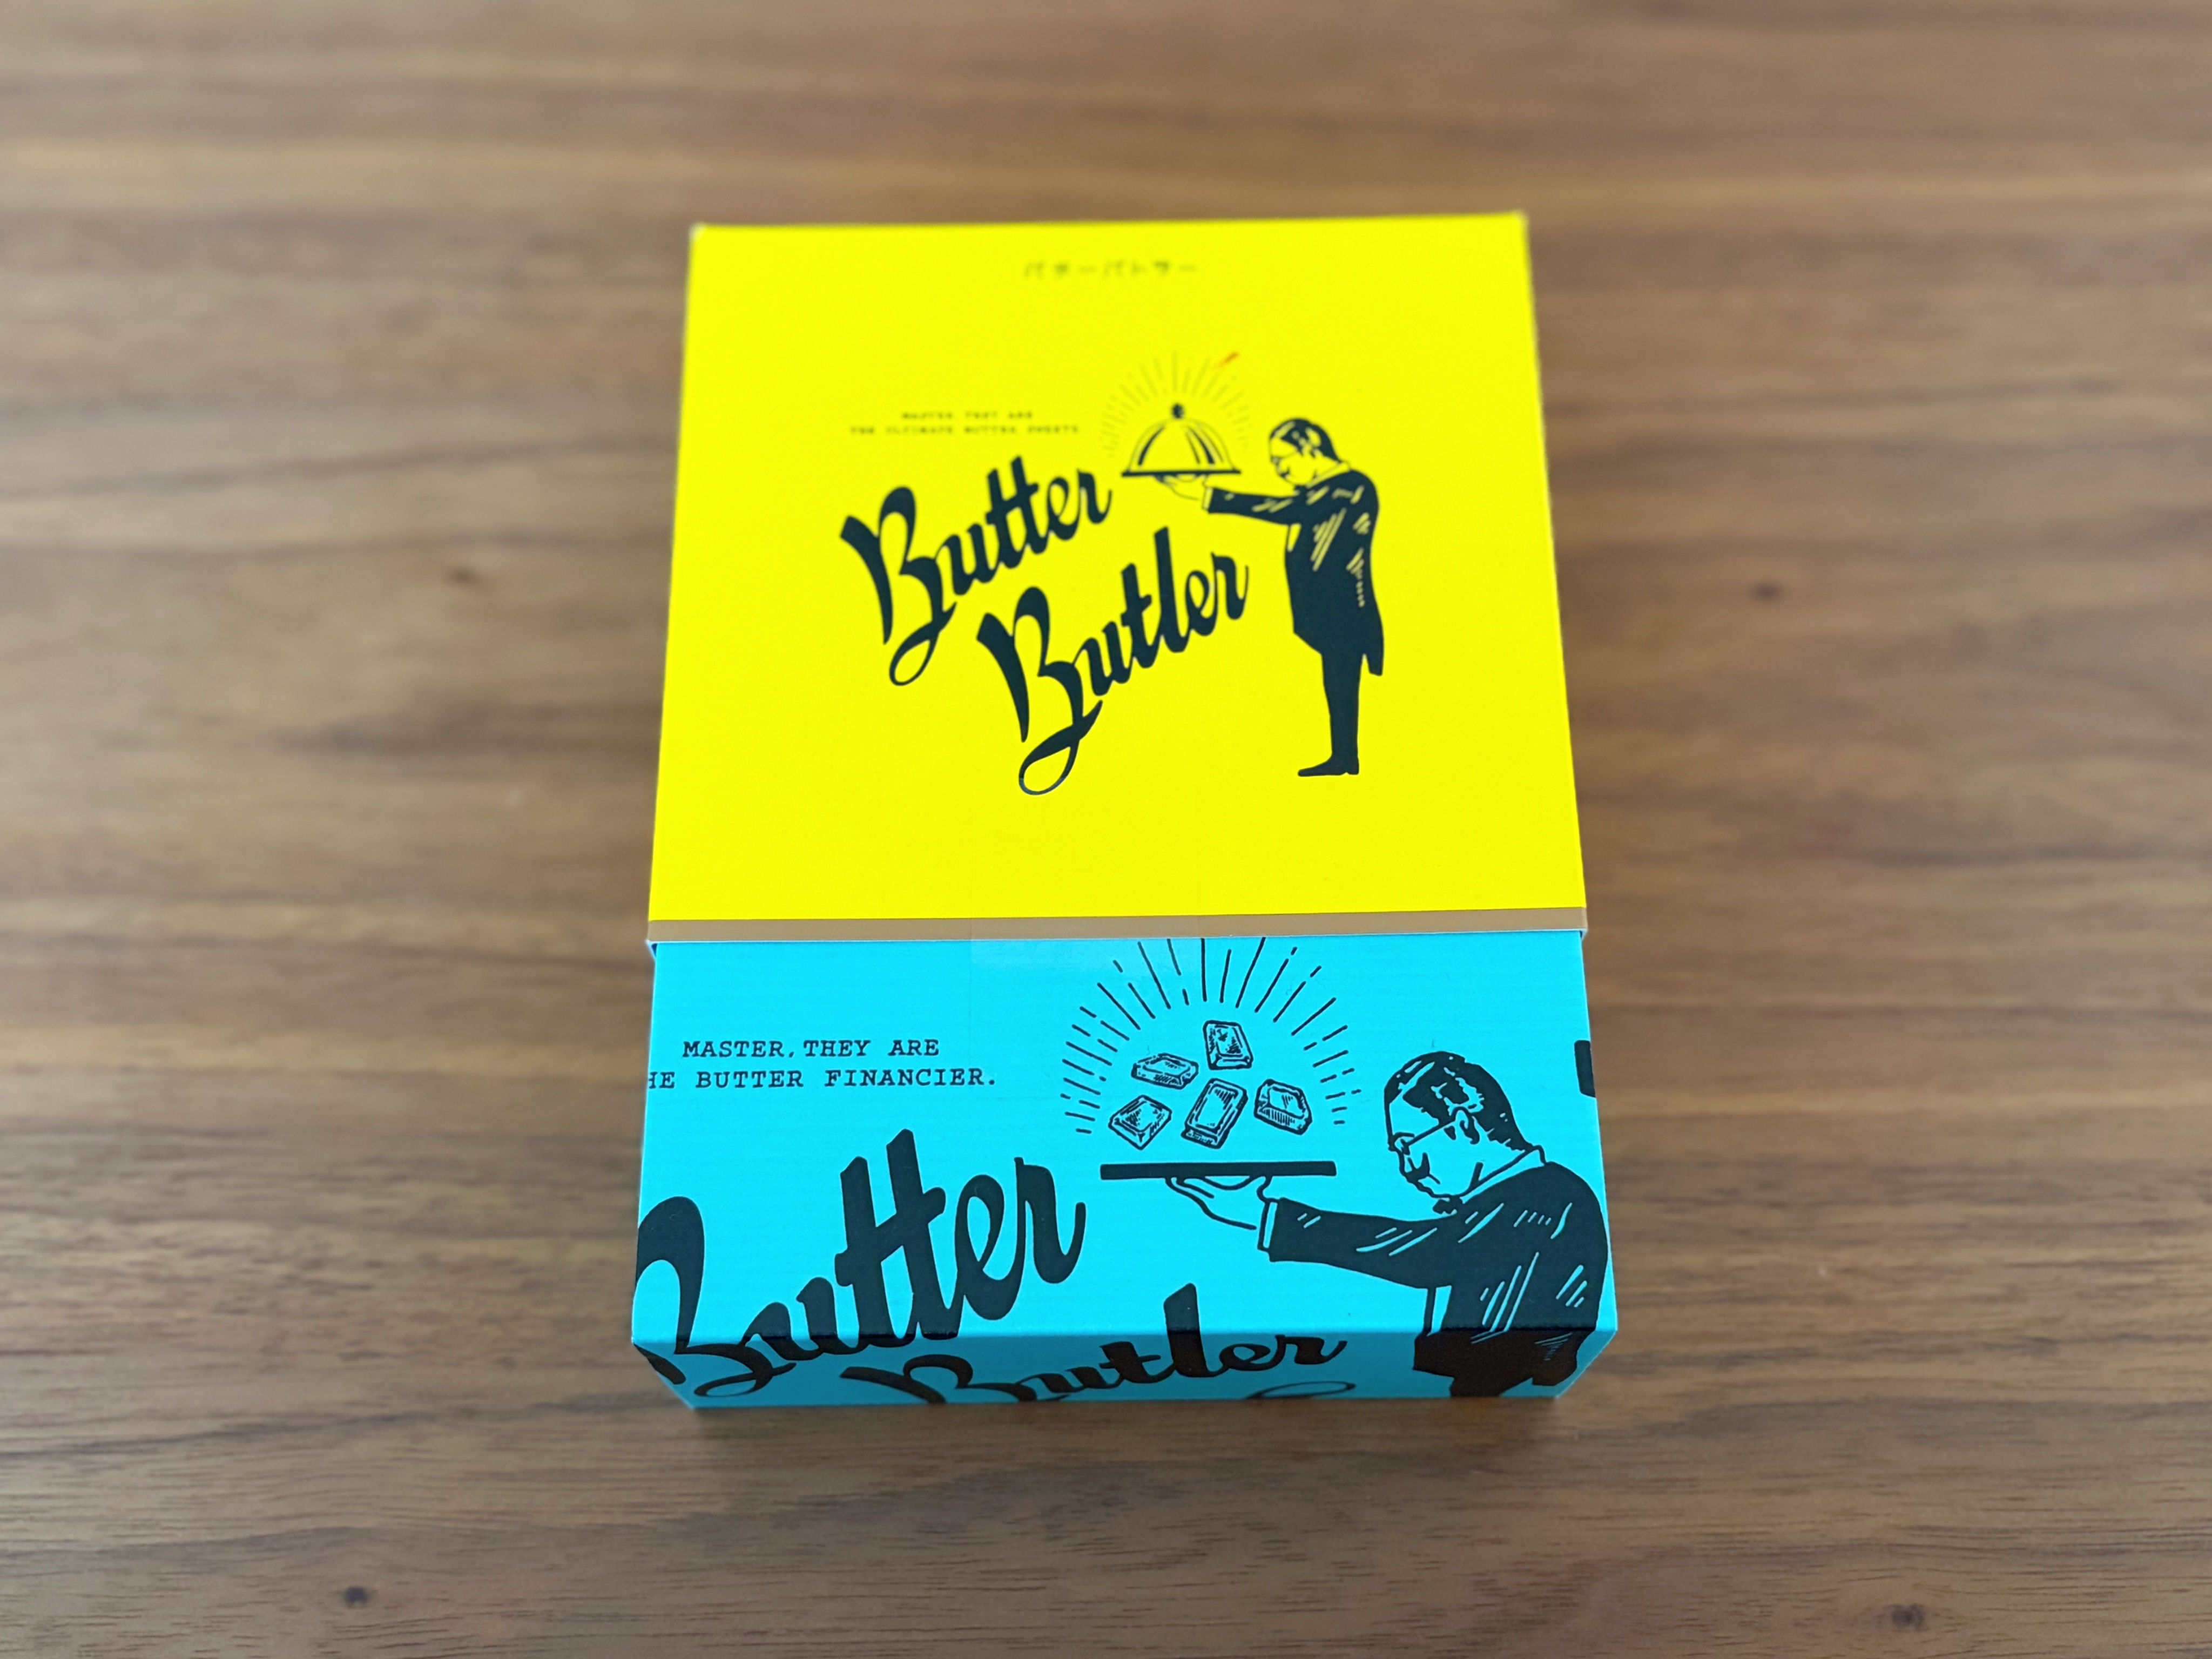 バターバトラー
MASTER, THEY ARE
THE ULTIMATE BUTTER SWEETS.
Butter
Butler
MASTER, THEY ARE
HE BUTTER FINANCIER.
Butter
Butler